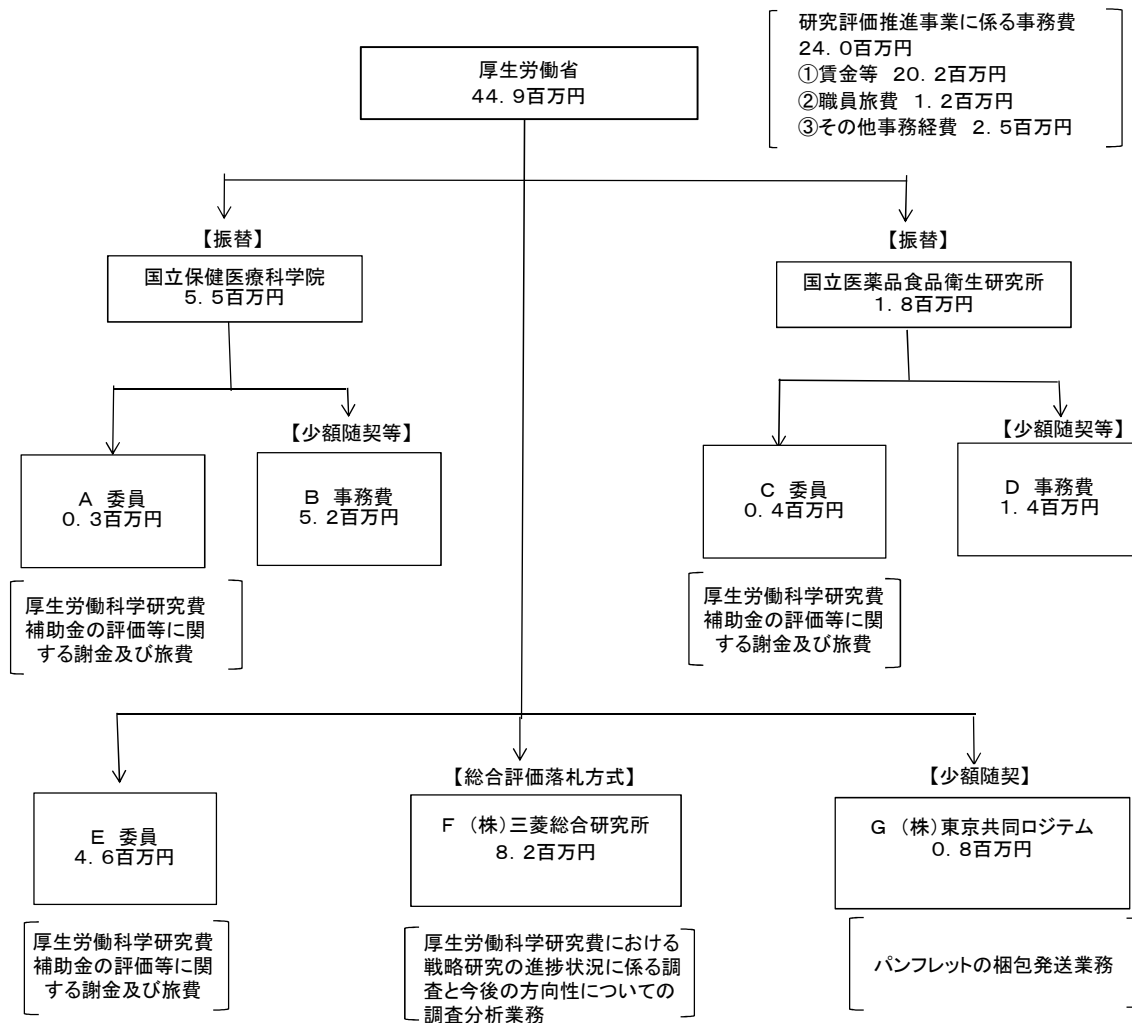 研究評価推進事業に係る事務費
24.0百万円
①賃金等 20.2百万円
②職員旅費 1.2百万円
③その他事務経費 2.5百万円
厚生労働省
44.9百万円
【振替】
国立保健医療科学院
5.5百万円
【振替】
国立医薬品食品衛生研究所
1.8百万円
A 委員
0.3百万円
【少額随契等】
B 事務費
5.2百万円
C 委員
0.4百万円
【少額随契等】
D 事務費
1.4百万円
厚生労働科学研究費
補助金の評価等に関
する謝金及び旅費
厚生労働科学研究費
補助金の評価等に関
する謝金及び旅費
E 委員
4.6百万円
【総合評価落札方式】
F (株)三菱総合研究所
8.2百万円
【少額随契】
G (株)東京共同ロジテム
0.8百万円
厚生労働科学研究費
補助金の評価等に関
する謝金及び旅費
厚生労働科学研究費における
戦略研究の進捗状況に係る調
査と今後の方向性についての
調査分析業務
パンフレットの梱包発送業務